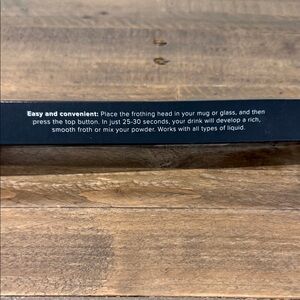 Easy and convenient: Place the frothing head in your mug or glass, and then
press the top button. In just 25-30 seconds, your drink will develop a rich,
smooth froth or mix your powder. Works with all types of liquid.